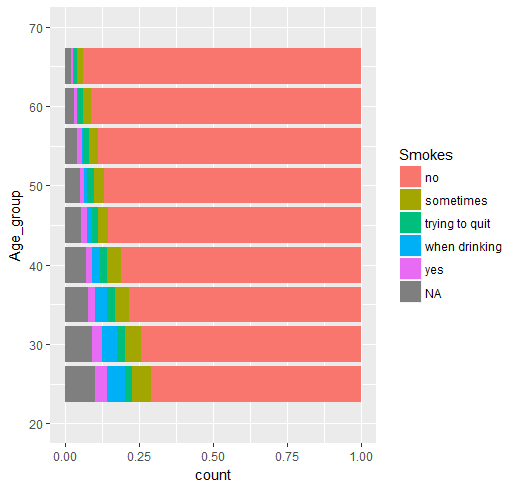 70
60
50
40
30
20
Age_group
0.00 0.25 0.50 0.75 1.00
count
Smokes
no
sometimes
trying to quit
when drinking
yes
NA